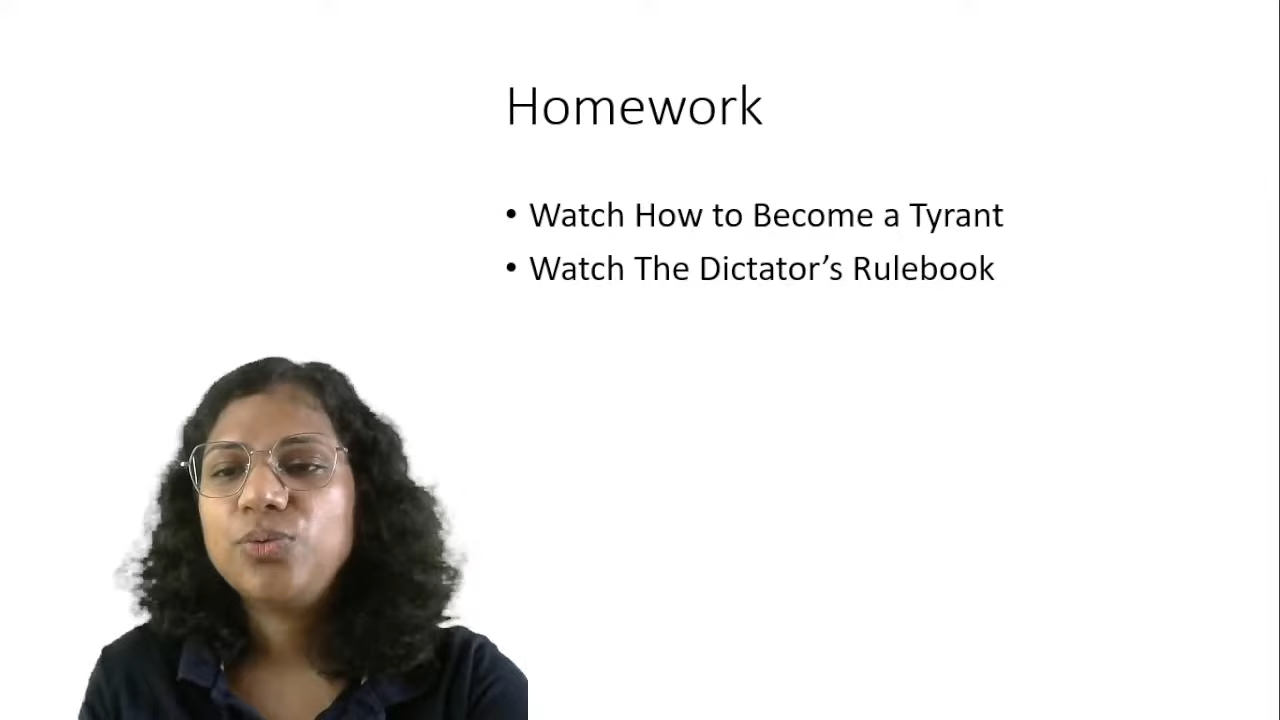 Homework
• Watch How to Become a Tyrant
• Watch The Dictator’s Rulebook